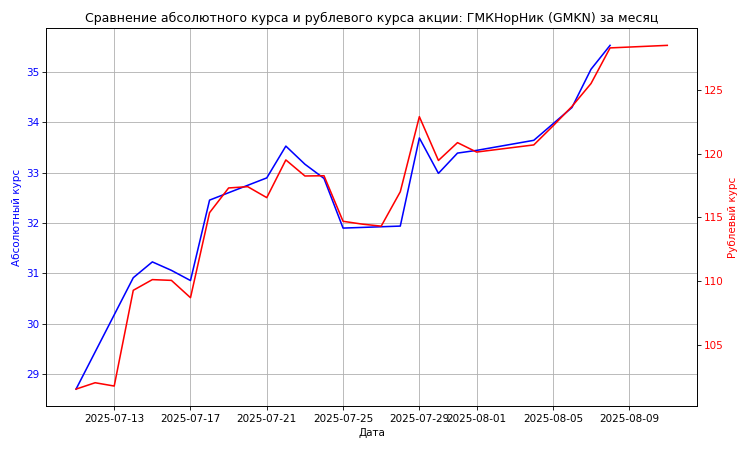 Сравнение абсолютного курса и рублевого курса акции: ГМКНорНик (GMKN) за месяц
35
34
33
32
31
30
29
Абсолютный курс
125
120
115
110
105
Рублевый курс
2025-07-13 2025-07-17 2025-07-21 2025-07-25 2025-07-29 2025-08-01 2025-08-05 2025-08-09
Дата